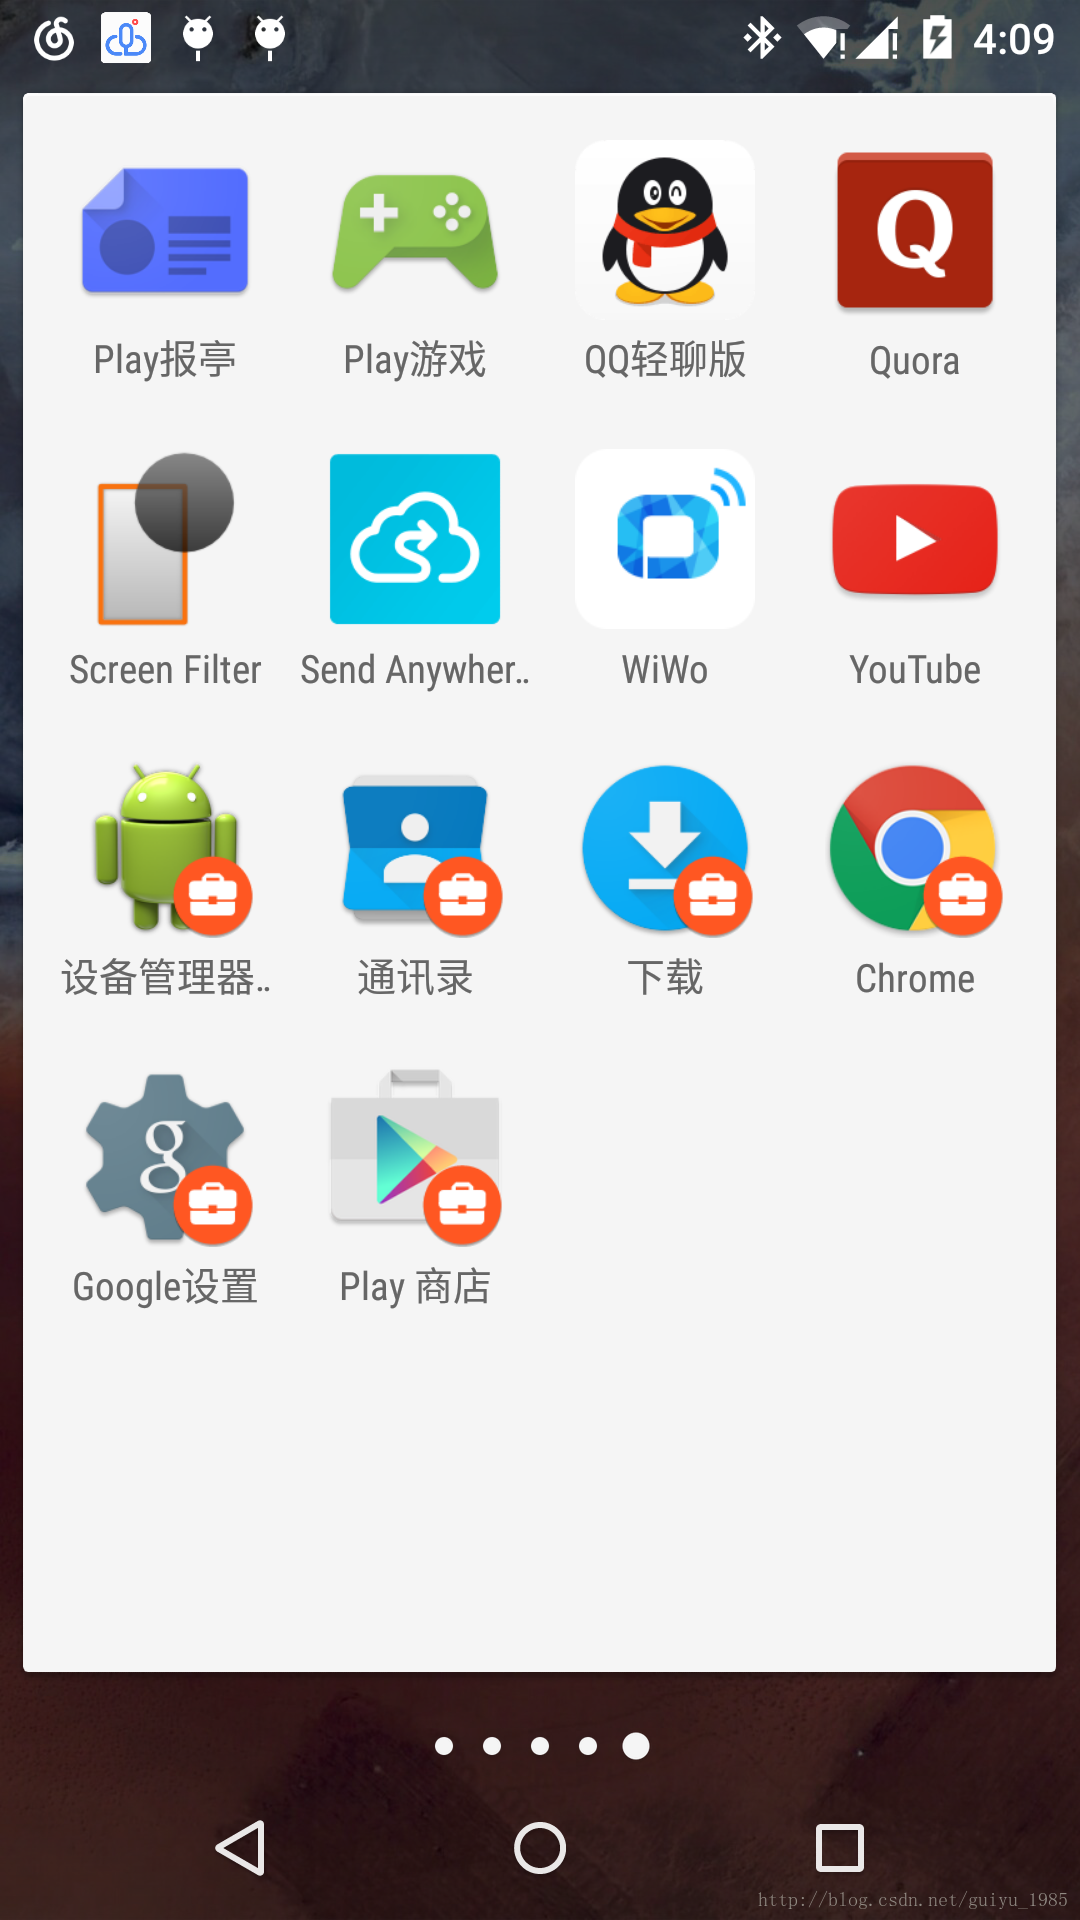 4:09
Play报亭
Play游戏
QQ轻聊版
Quora
Screen Filter
Send Anywher..
WiWo
YouTube
设备管理器..
通讯录
下载
Chrome
Google设置
Play 商店
http://blog.csdn.net/guiyu_1985